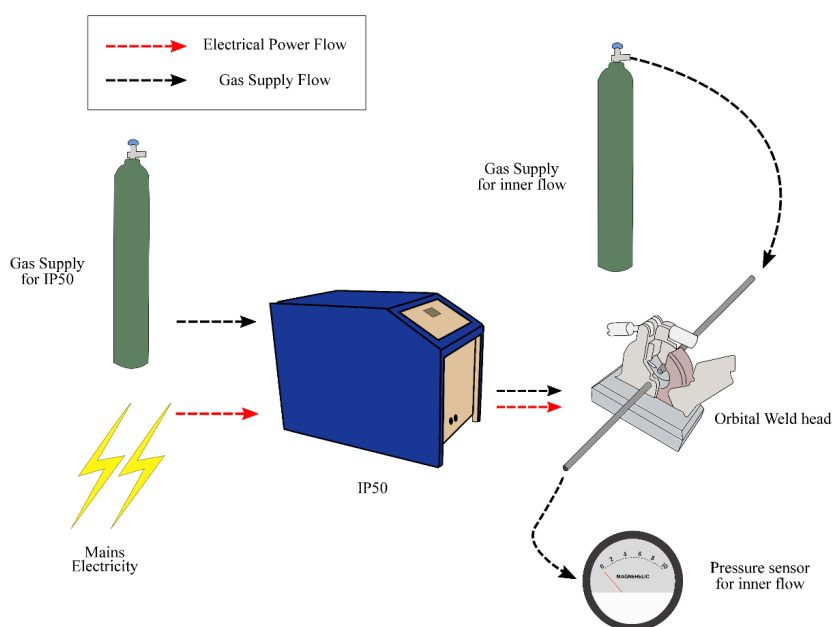 Electrical Power Flow
Gas Supply Flow
Gas Supply
for inner flow
Gas Supply
for IP50
Orbital Weld head
IP50
Mains
Electricity
0 2 4 6 8 10
MAGNEHELIC
Pressure sensor
for inner flow